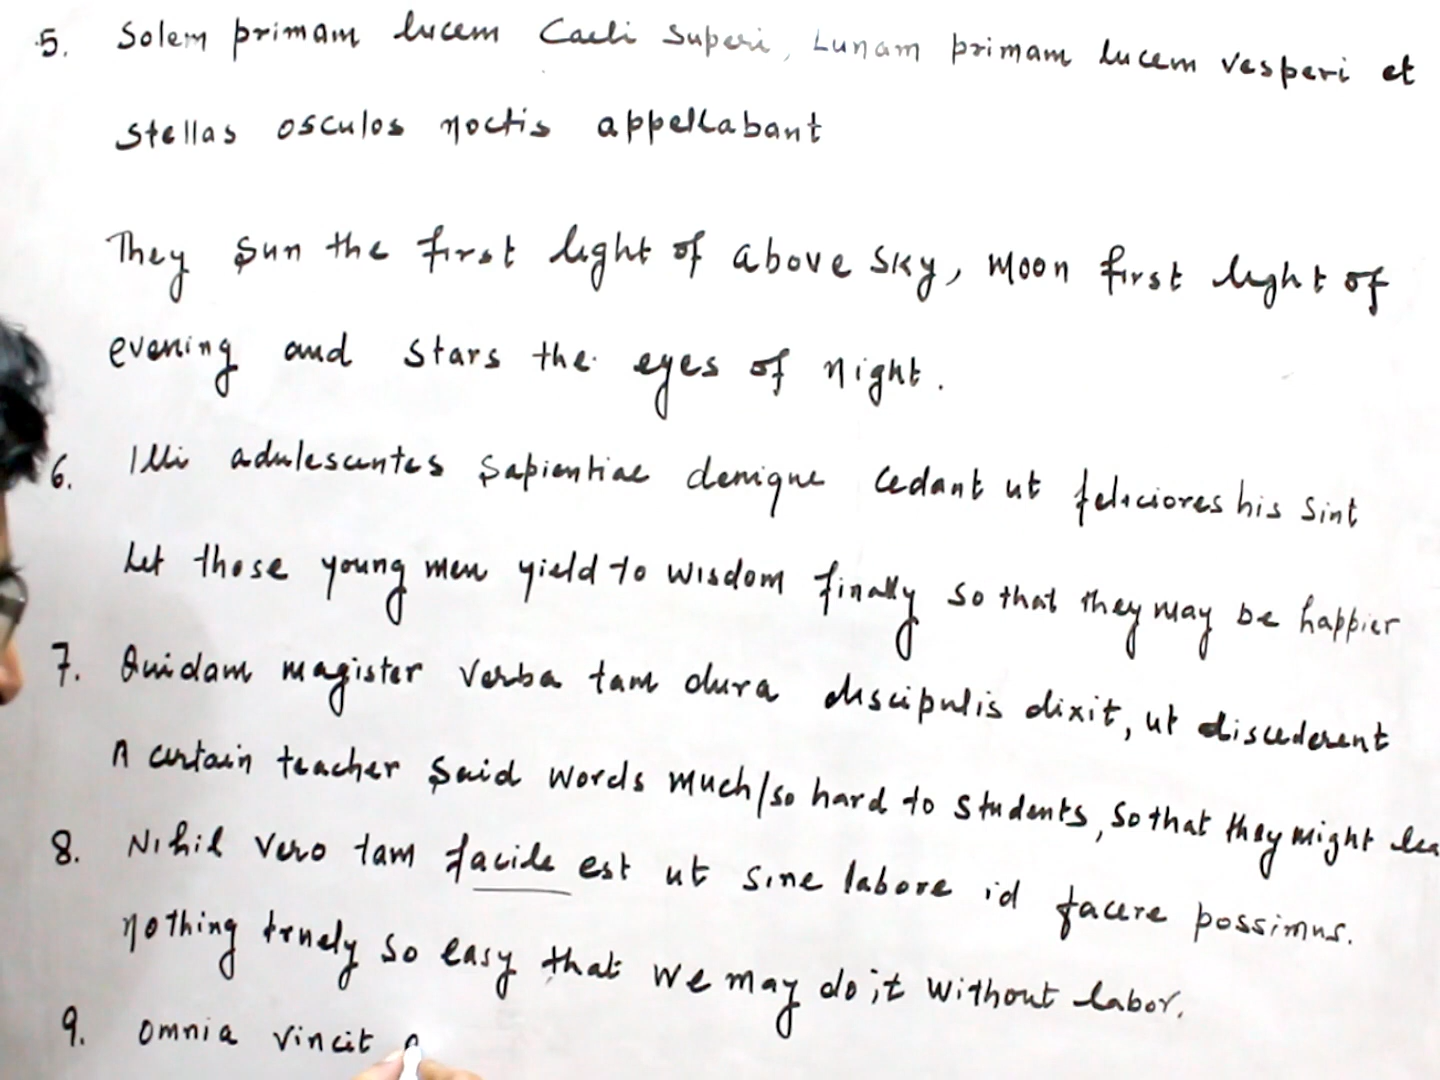 5. Solem primam lucem Caeli Superi, Lunam primam lucem vesperi et
stellas osculos noctis appellabant
They sun the first light of above sky, moon first light of
evening and stars the eyes of night.
6. Illi adulescentes sapientiae denique cedant ut feliciores his sint
Let those young men yield to wisdom finally so that they may be happier
7. Quidam magister verba tam dura discipulis dixit, ut discederent
A certain teacher said words much/so hard to students, so that they might lea
8. Nihil vero tam facile est ut sine labore id facere possimus.
nothing truely so easy that we may do it without labor.
9. omnia vincit